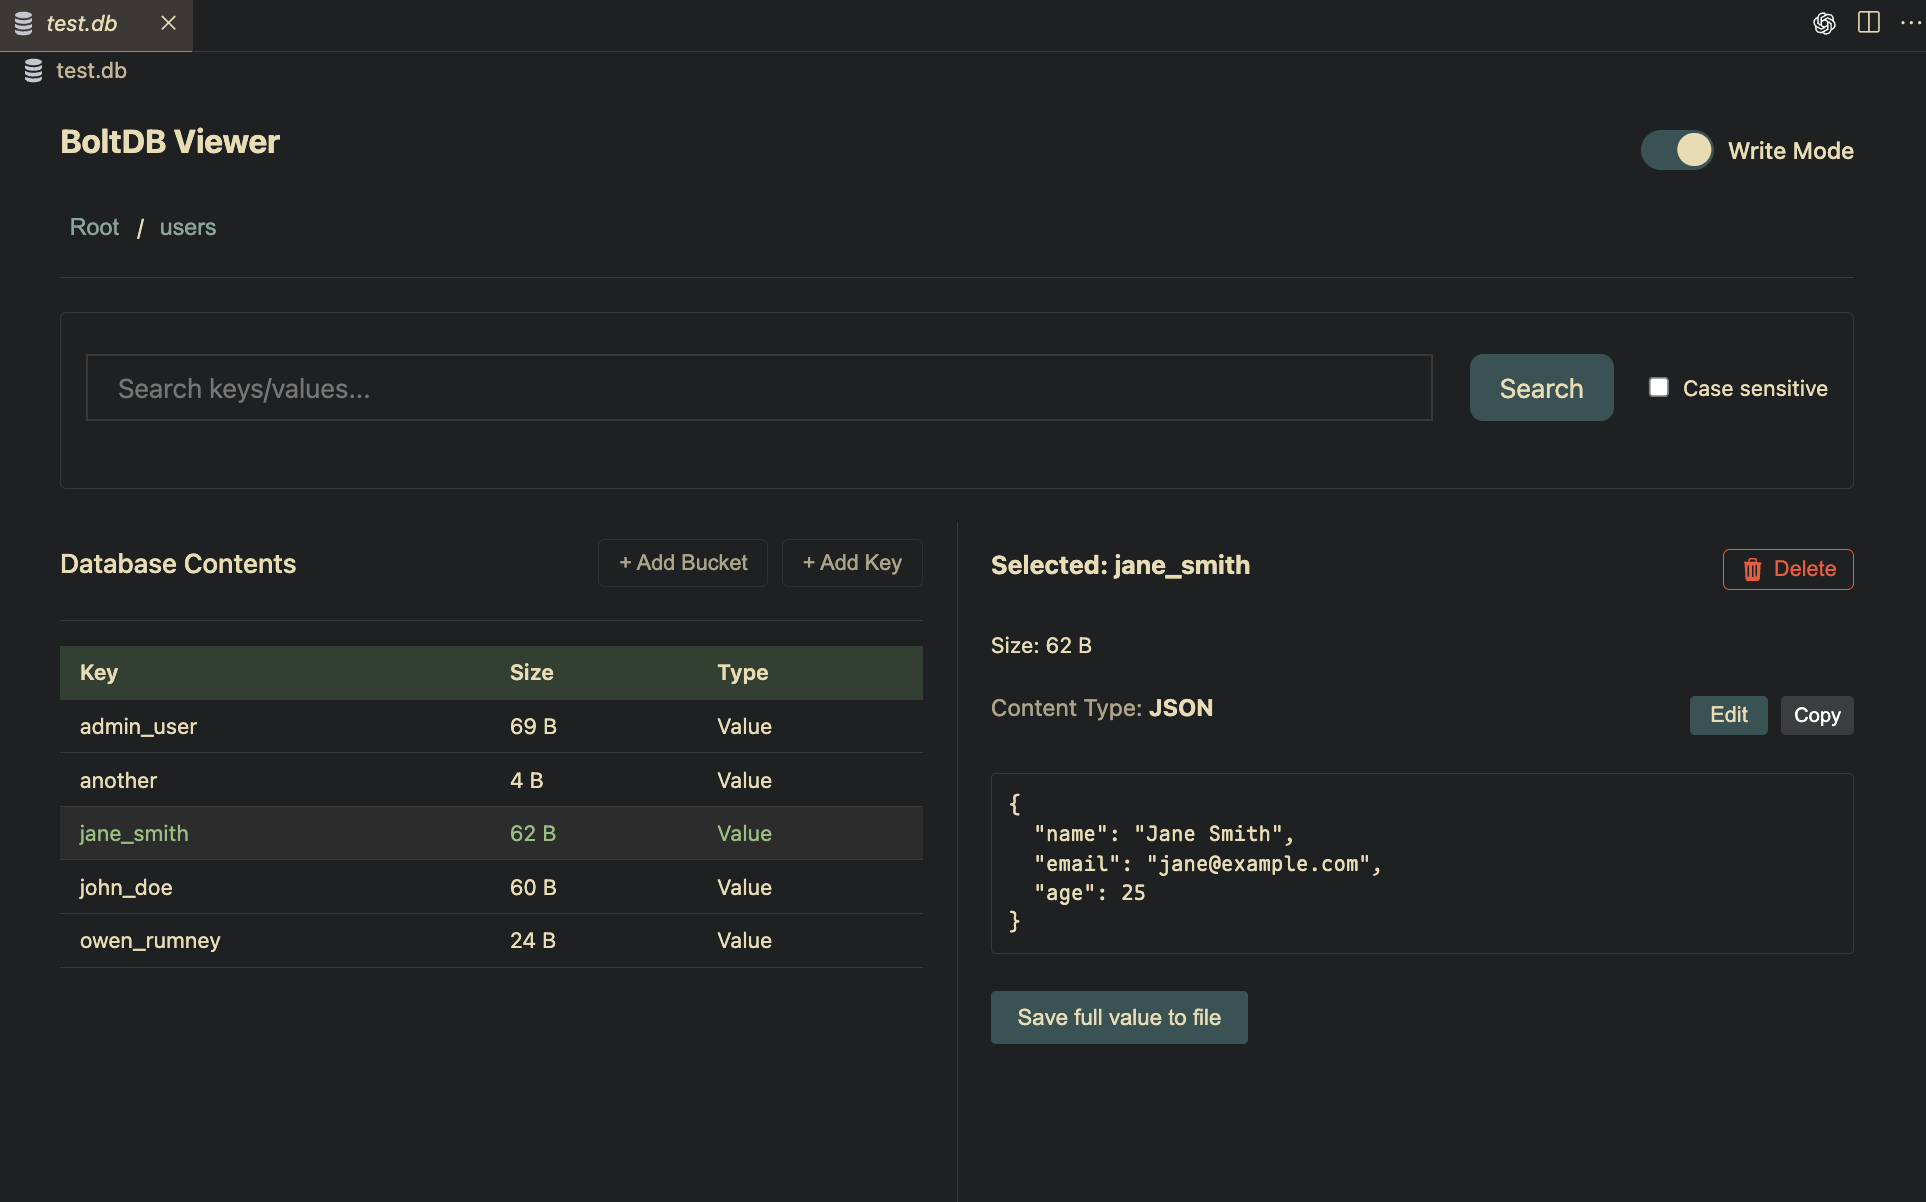 test.db
test.db
BoltDB Viewer
Write Mode
Root / users
Search keys/values...
Search
Case sensitive
Database Contents
+ Add Bucket
+ Add Key
Key Size Type
admin_user 69 B Value
another 4 B Value
jane_smith 62 B Value
john_doe 60 B Value
owen_rumney 24 B Value
Selected: jane_smith
Delete
Size: 62 B
Content Type: JSON
Edit
Copy
{
  "name": "Jane Smith",
  "email": "jane@example.com",
  "age": 25
}
Save full value to file